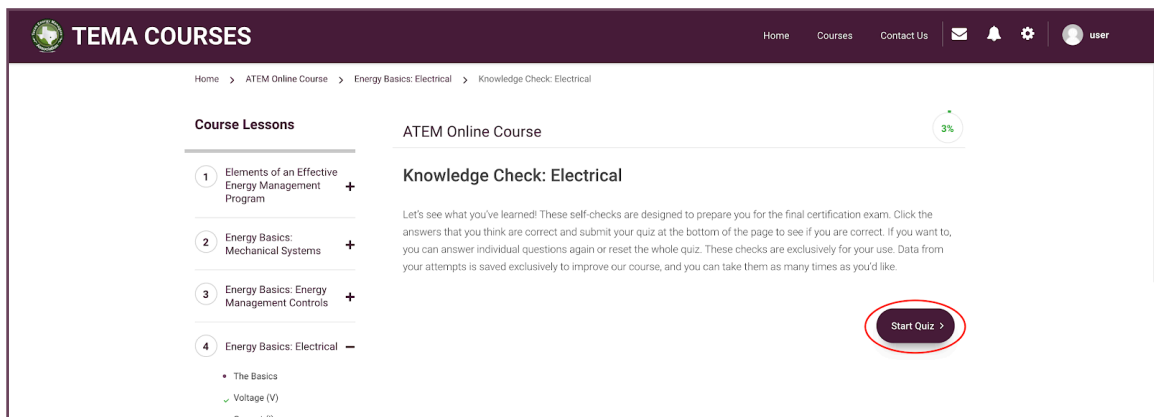 TEMA COURSES
Home
Courses
Contact Us
user
Home > ATEM Online Course > Energy Basics: Electrical > Knowledge Check: Electrical
Course Lessons
1
Elements of an Effective
Energy Management
Program
2
Energy Basics:
Mechanical Systems
3
Energy Basics: Energy
Management Controls
4
Energy Basics: Electrical
The Basics
Voltage (V)
ATEM Online Course
3%
Knowledge Check: Electrical
Let's see what you've learned! These self-checks are designed to prepare you for the final certification exam. Click the
answers that you think are correct and submit your quiz at the bottom of the page to see if you are correct. If you want to,
you can answer individual questions again or reset the whole quiz. These checks are exclusively for your use. Data from
your attempts is saved exclusively to improve our course, and you can take them as many times as you'd like.
Start Quiz >